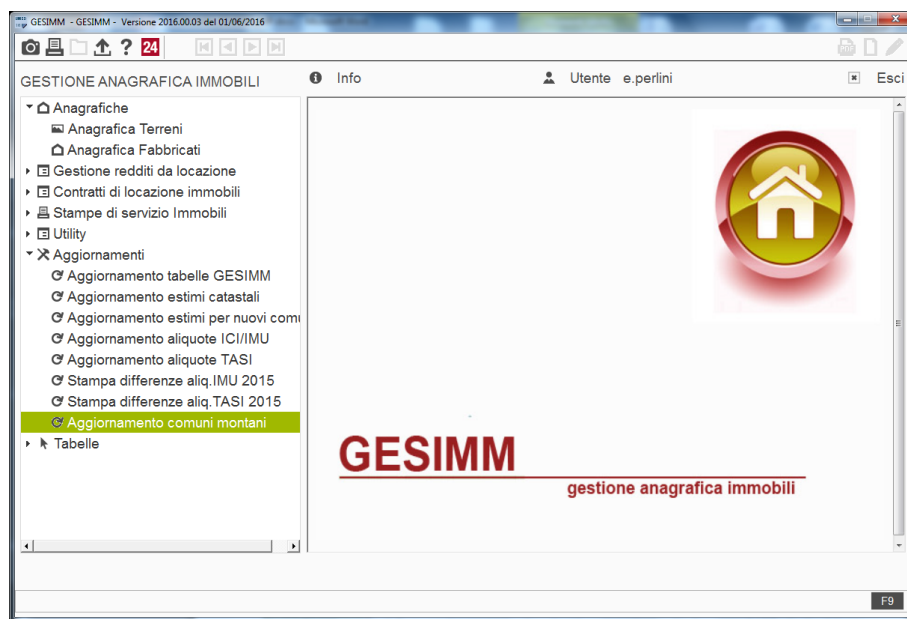 GESIMM - GESIMM - Versione 2016.00.03 del 01/06/2016
? 24
PDF
GESTIONE ANAGRAFICA IMMOBILI
Info
Utente e.perlini
Esci
Anagrafiche
Anagrafica Terreni
Anagrafica Fabbricati
Gestione redditi da locazione
Contratti di locazione immobili
Stampe di servizio Immobili
Utility
Aggiornamenti
Aggiornamento tabelle GESIMM
Aggiornamento estimi catastali
Aggiornamento estimi per nuovi com
Aggiornamento aliquote ICI/IMU
Aggiornamento aliquote TASI
Stampa differenze aliq.IMU 2015
Stampa differenze aliq.TASI 2015
Aggiornamento comuni montani
Tabelle
GESIMM
gestione anagrafica immobili
F9